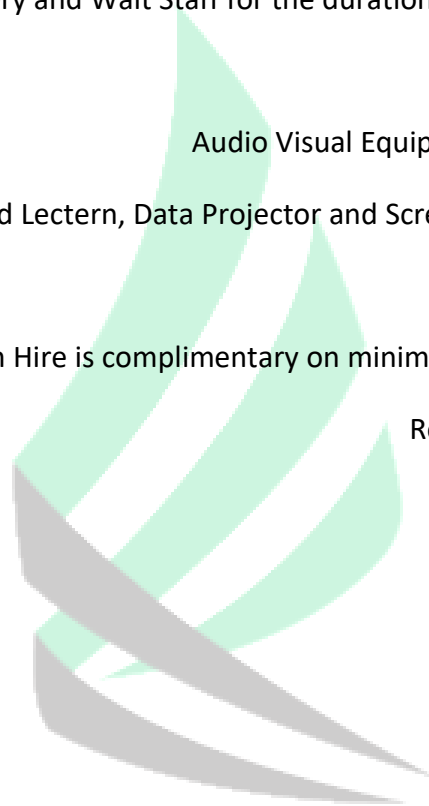 ry and Wait Staff for the duration
Audio Visual Equip
d Lectern, Data Projector and Scre
n Hire is complimentary on minim
Re